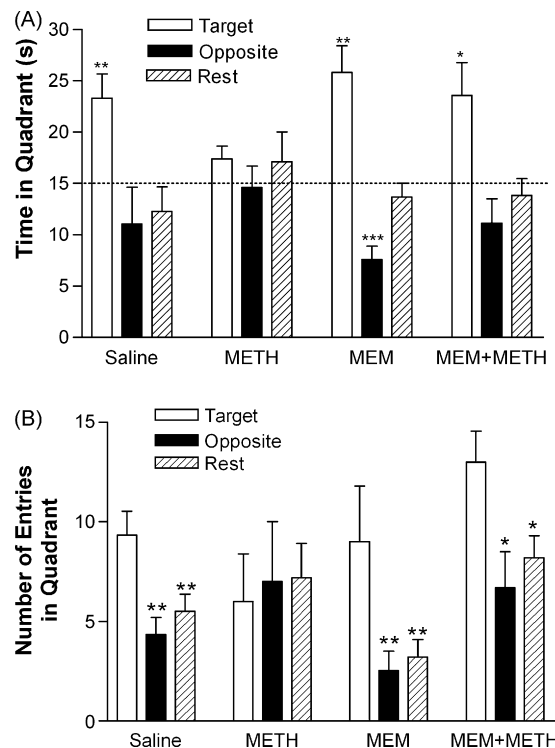 (A)
Target
Opposite
Rest
Time in Quadrant (s)
30
25
20
15
10
5
0
**
**
*
***
Saline METH MEM MEM+METH
(B)
Target
Opposite
Rest
Number of Entries
in Quadrant
15
10
5
0
** **
** **
* *
Saline METH MEM MEM+METH